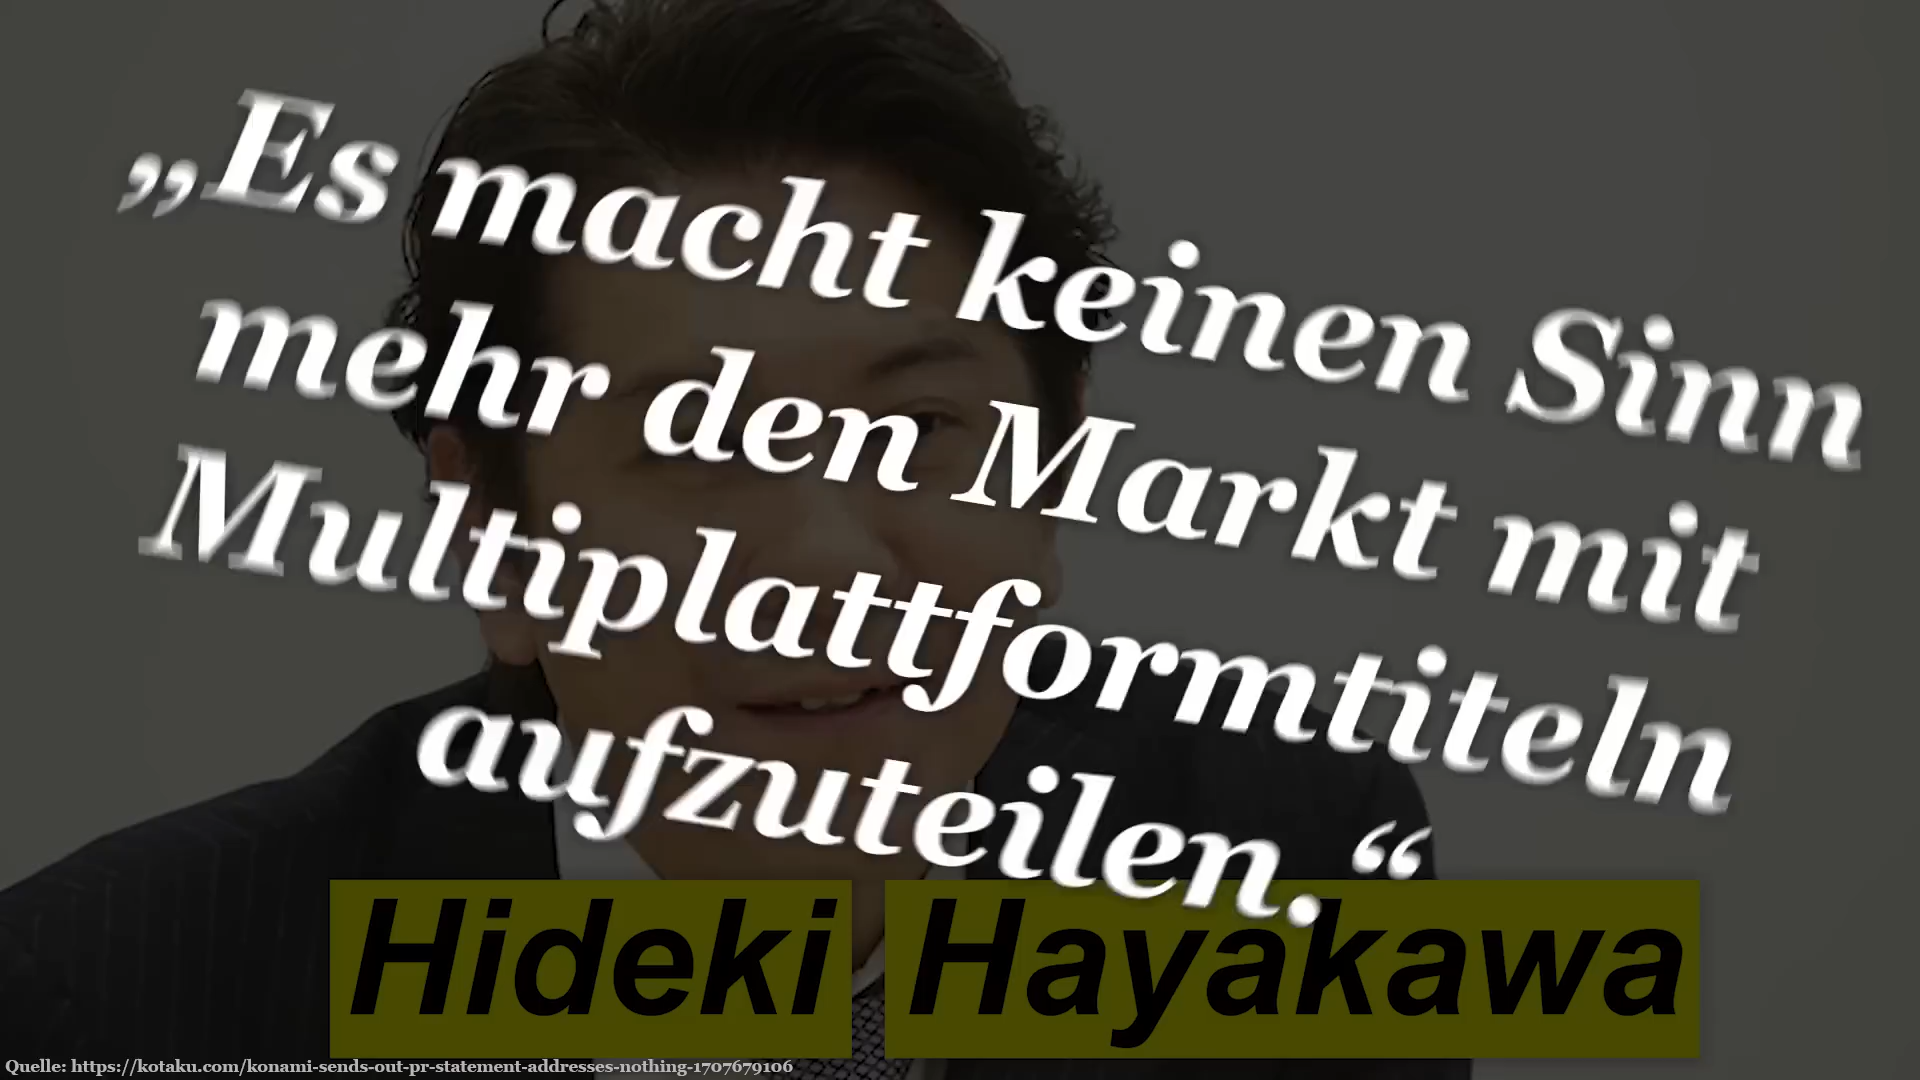 „Es macht keinen Sinn
mehr den Markt mit
Multiplattformtiteln
aufzuteilen.“
Hideki Hayakawa
Quelle: https://kotaku.com/konami-sends-out-pr-statement-addresses-nothing-1707679106